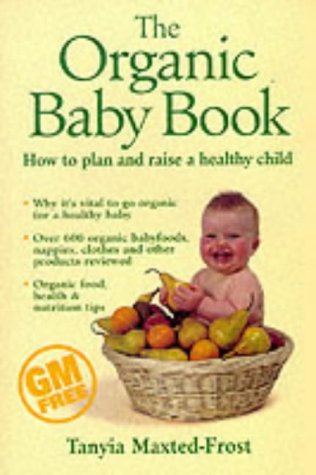 The
Organic
Baby Book
How to plan and raise a healthy child
• Why it's vital to go organic
for a healthy baby
• Over 600 organic babyfoods,
nappies, clothes and other
products reviewed
• Organic food,
health &
nutrition tips
GM
FREE
Tanyia Maxted-Frost